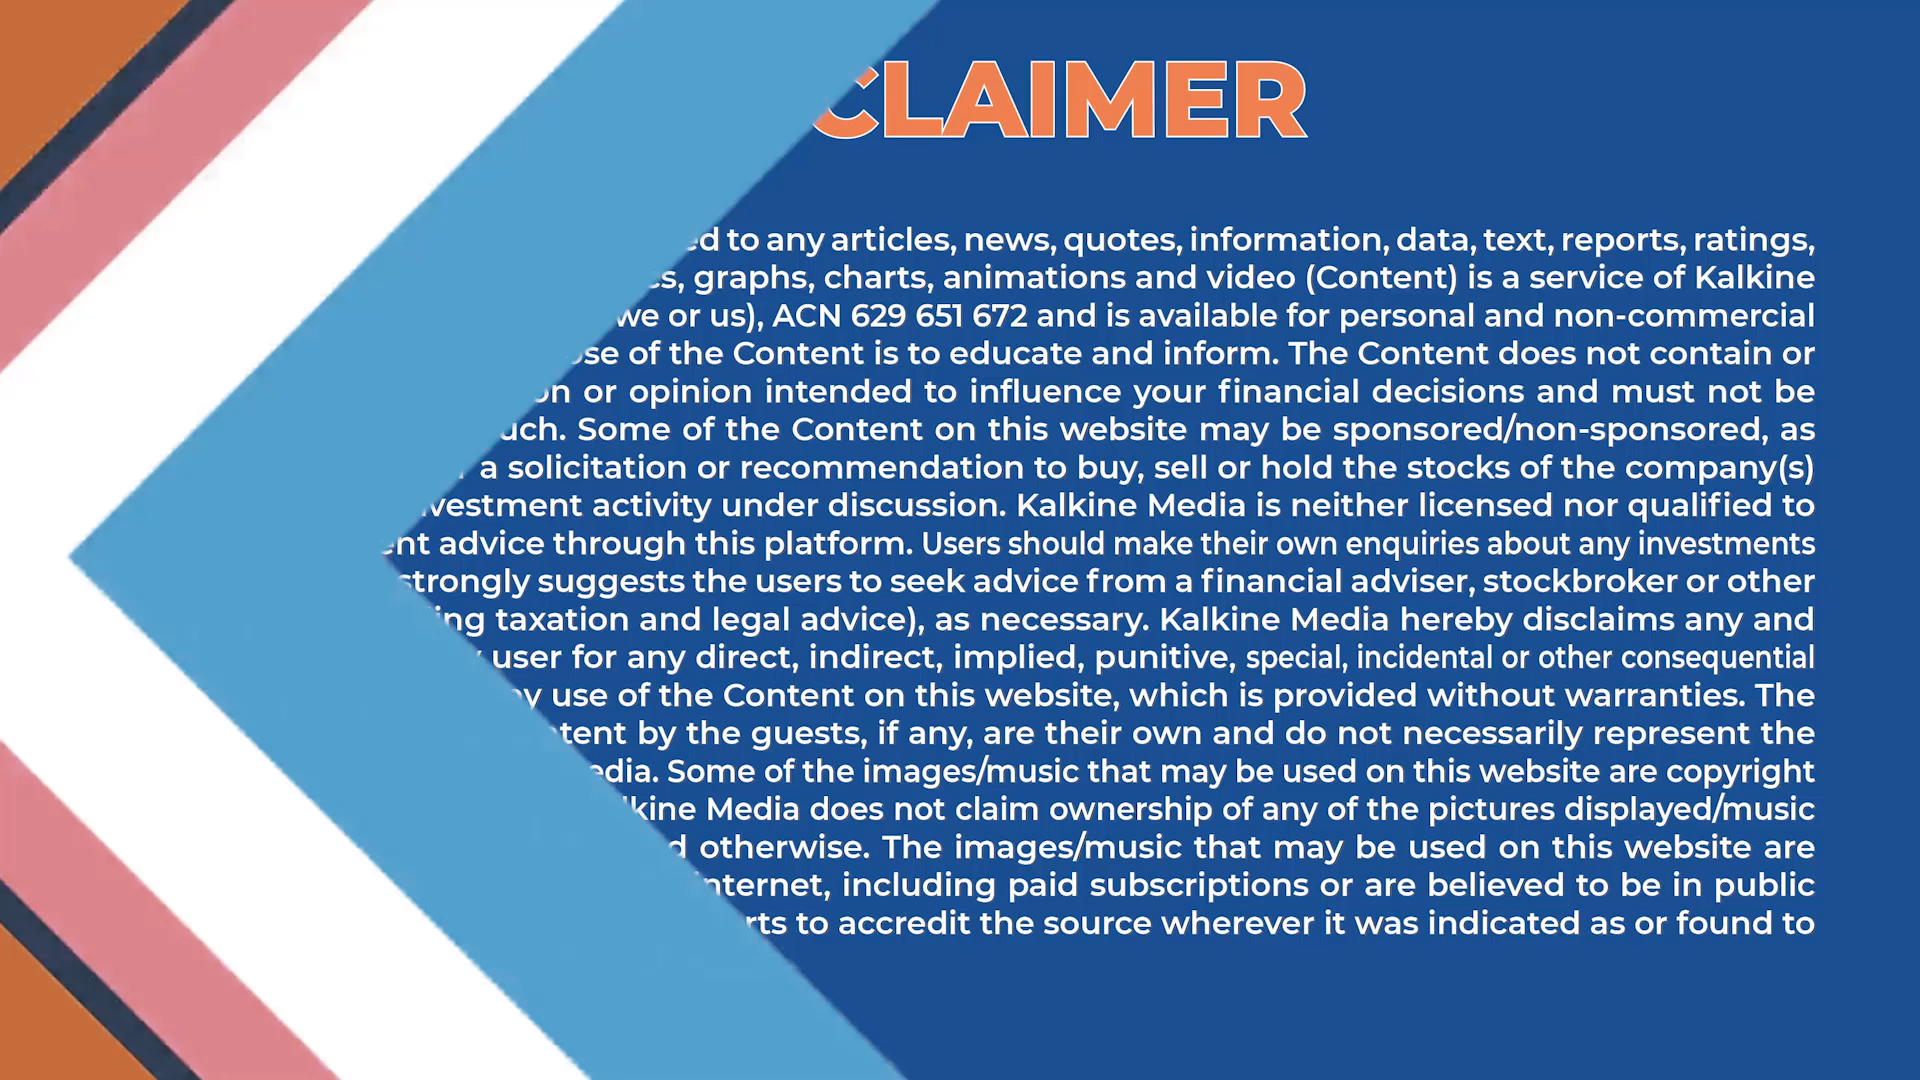 CLAIMER
to any articles, news, quotes, information, data, text, reports, ratings,
graphs, charts, animations and video (Content) is a service of Kalkine
we or us), ACN 629 651 672 and is available for personal and non-commercial
of the Content is to educate and inform. The Content does not contain or
or opinion intended to influence your financial decisions and must not be
Some of the Content on this website may be sponsored/non-sponsored, as
a solicitation or recommendation to buy, sell or hold the stocks of the company(s)
investment activity under discussion. Kalkine Media is neither licensed nor qualified to
advice through this platform. Users should make their own enquiries about any investments
strongly suggests the users to seek advice from a financial adviser, stockbroker or other
taxation and legal advice), as necessary. Kalkine Media hereby disclaims any and
user for any direct, indirect, implied, punitive, special, incidental or other consequential
use of the Content on this website, which is provided without warranties. The
by the guests, if any, are their own and do not necessarily represent the
Some of the images/music that may be used on this website are copyright
Media does not claim ownership of any of the pictures displayed/music
otherwise. The images/music that may be used on this website are
internet, including paid subscriptions or are believed to be in public
to accredit the source wherever it was indicated as or found to